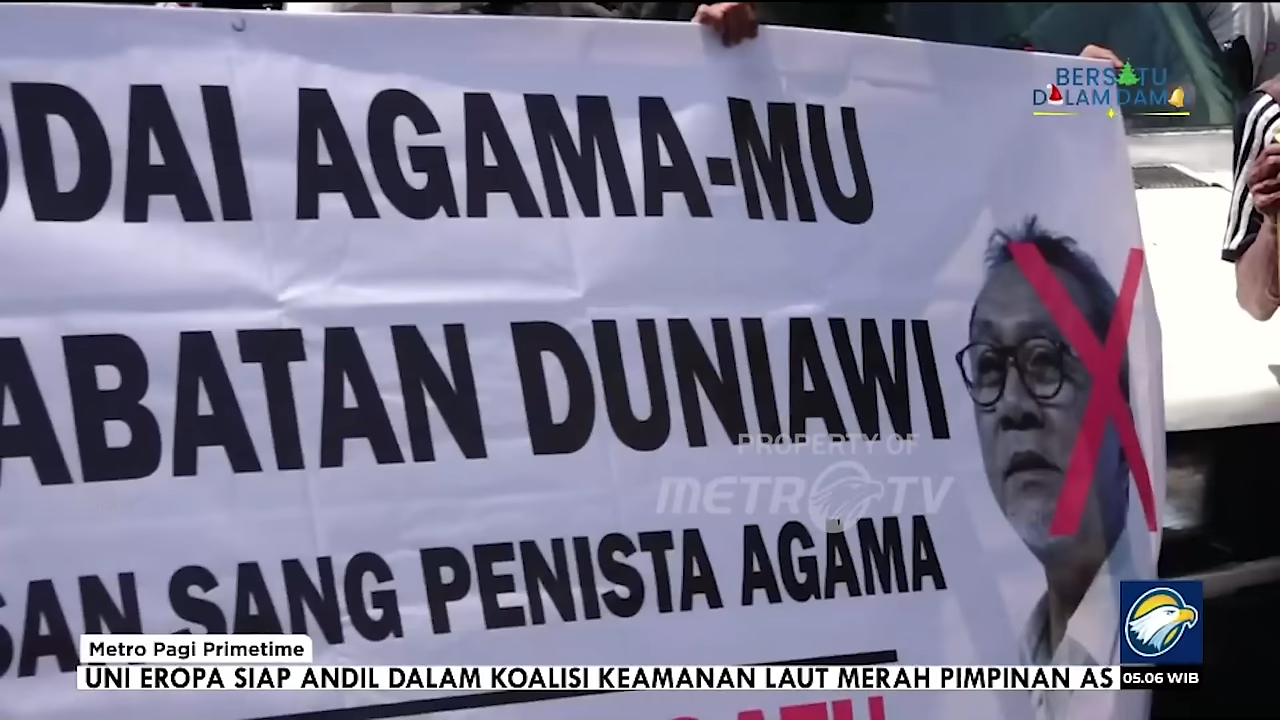 BERSATU
DALAM DAMAI
DAI AGAMA-MU
ABATAN DUNIAWI
PROPERTY OF
METRO TV
SAN SANG PENISTA AGAMA
Metro Pagi Primetime
UNI EROPA SIAP ANDIL DALAM KOALISI KEAMANAN LAUT MERAH PIMPINAN AS
05.06 WIB